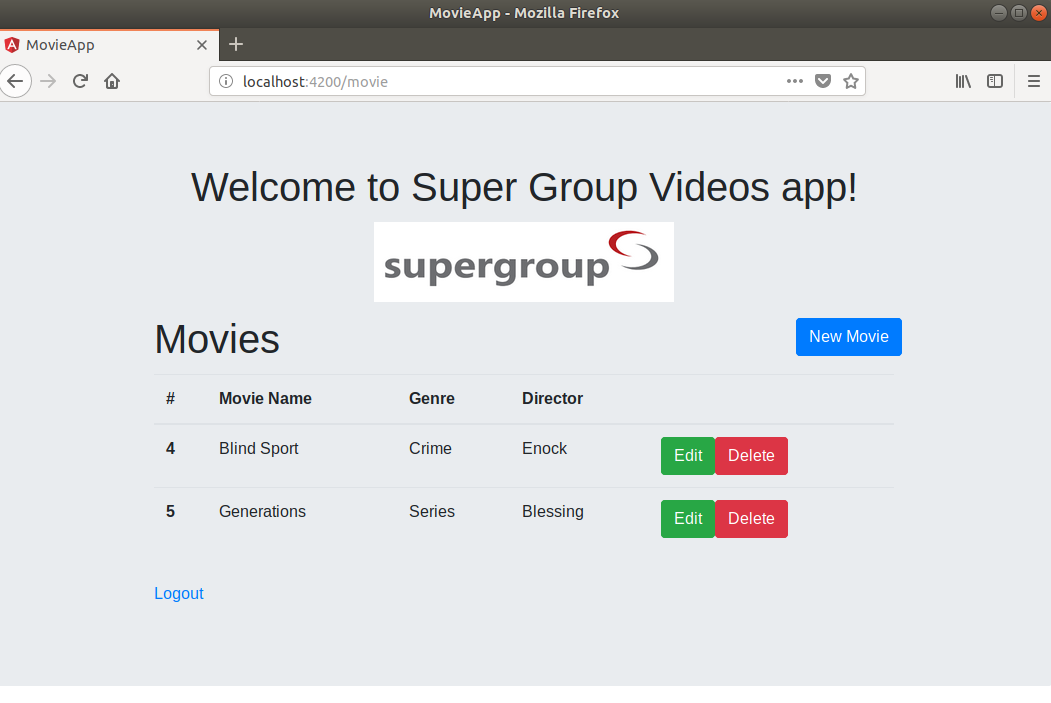 MovieApp - Mozilla Firefox
MovieApp
localhost:4200/movie
Welcome to Super Group Videos app!
supergroup
Movies
New Movie
# Movie Name Genre Director
4 Blind Sport Crime Enock Edit Delete
5 Generations Series Blessing Edit Delete
Logout